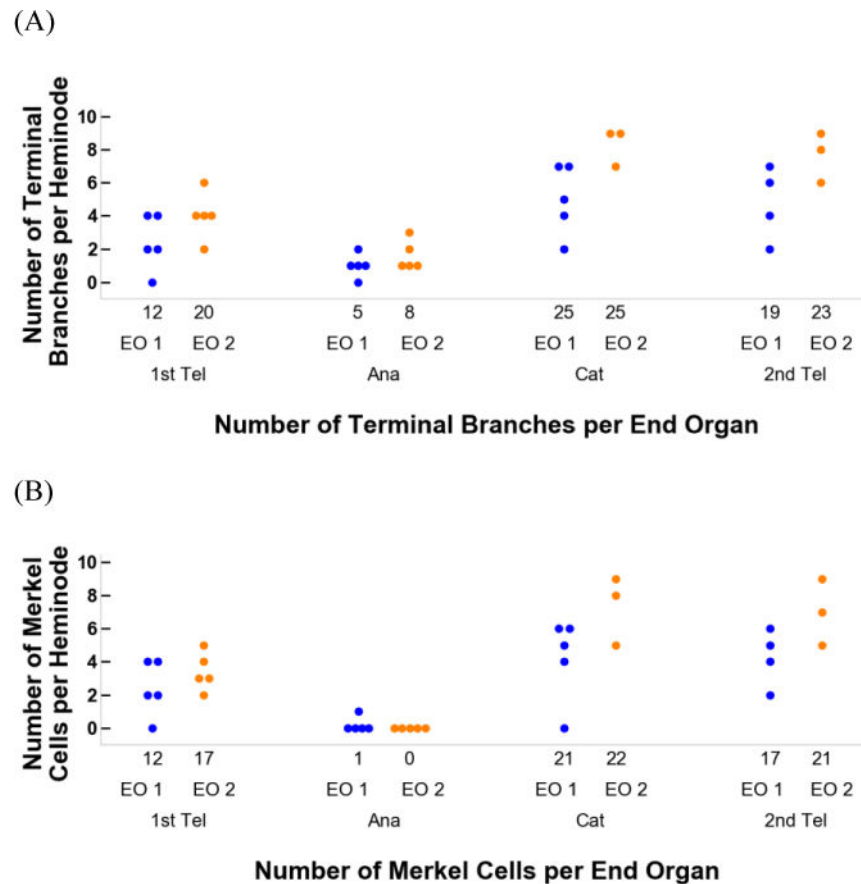 (A)
Number of Terminal
Branches per Heminode
10
8
6
4
2
0
12 20 5 8 25 25 19 23
EO 1 EO 2 EO 1 EO 2 EO 1 EO 2 EO 1 EO 2
1st Tel Ana Cat 2nd Tel
Number of Terminal Branches per End Organ
(B)
Number of Merkel
Cells per Heminode
10
8
6
4
2
0
12 17 1 0 21 22 17 21
EO 1 EO 2 EO 1 EO 2 EO 1 EO 2 EO 1 EO 2
1st Tel Ana Cat 2nd Tel
Number of Merkel Cells per End Organ